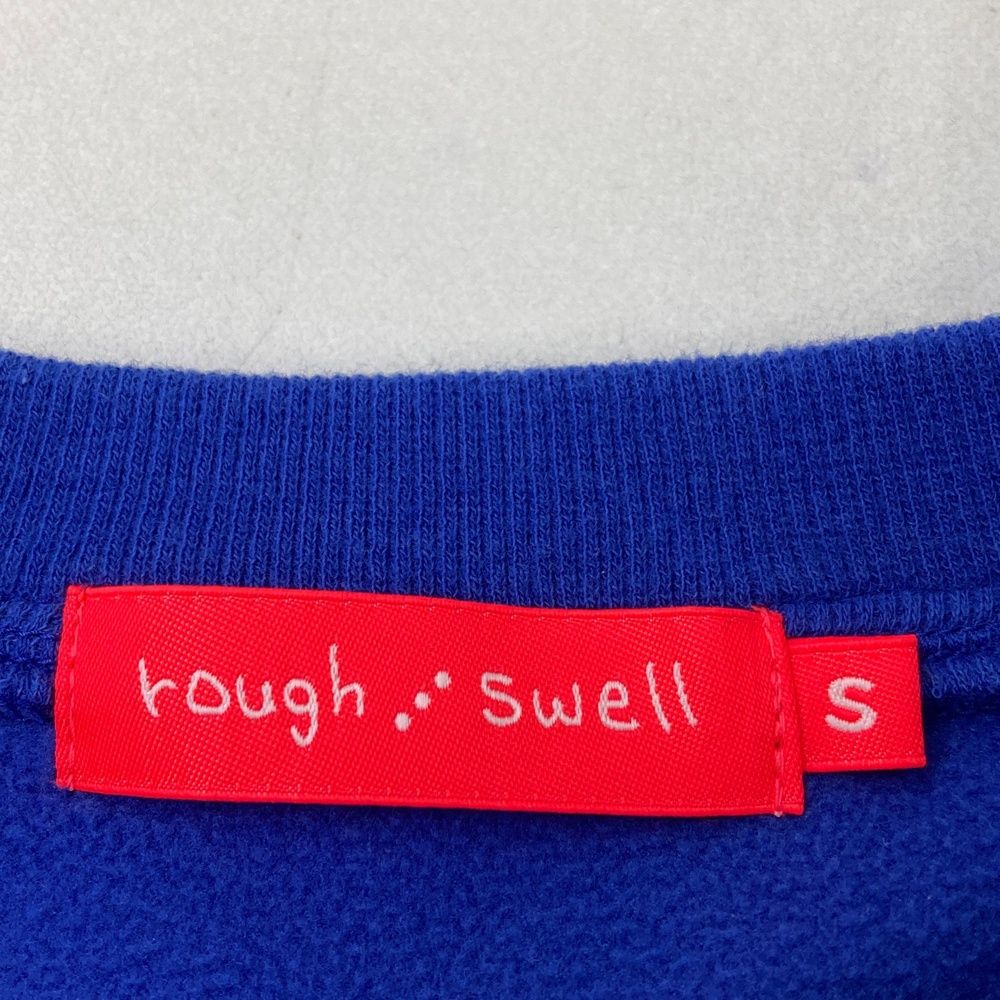 rough ⋰ swell
S